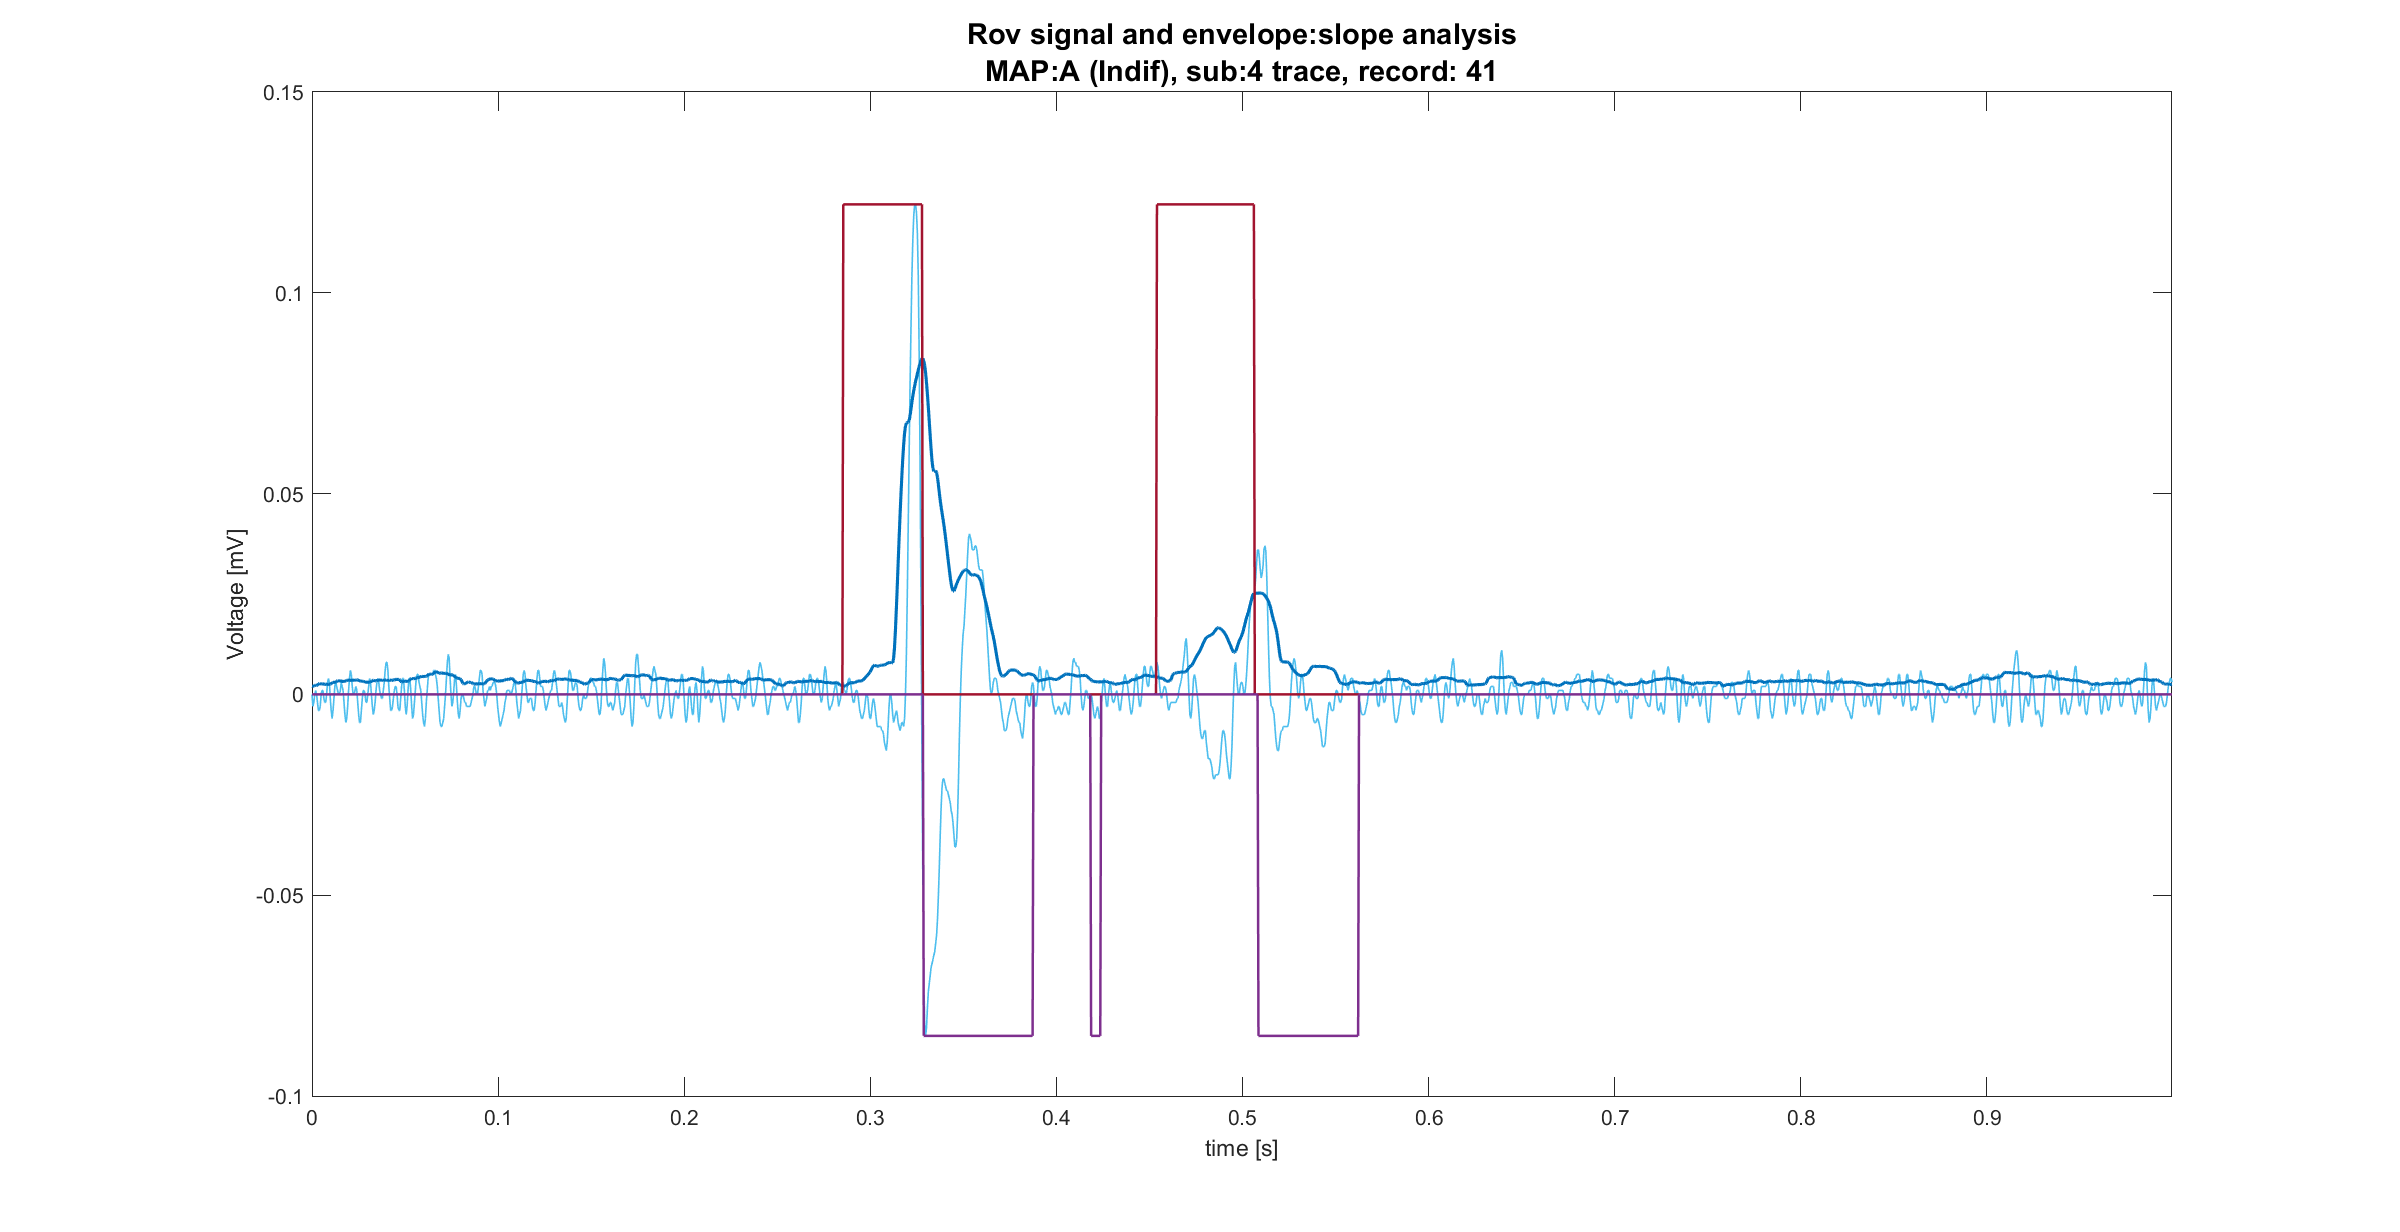 Rov signal and envelope:slope analysis
MAP:A (Indif), sub:4 trace, record: 41
0.15
0.1
0.05
0
-0.05
-0.1
Voltage [mV]
0 0.1 0.2 0.3 0.4 0.5 0.6 0.7 0.8 0.9
time [s]